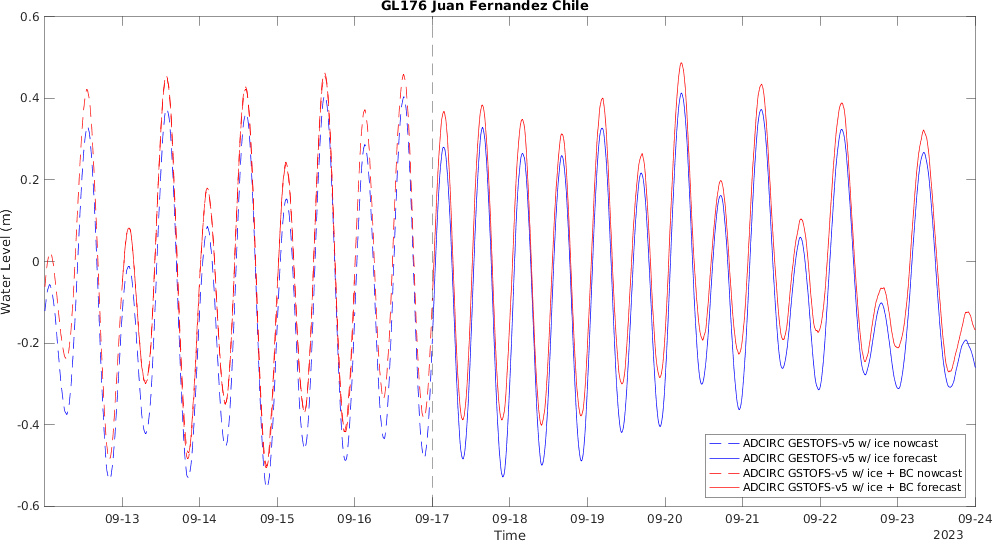 GL176 Juan Fernandez Chile
0.6
0.4
0.2
0
-0.2
-0.4
-0.6
Water Level (m)
ADCIRC GESTOFS-v5 w/ ice nowcast
ADCIRC GESTOFS-v5 w/ ice forecast
ADCIRC GSTOFS-v5 w/ ice + BC nowcast
ADCIRC GSTOFS-v5 w/ ice + BC forecast
09-13 09-14 09-15 09-16 09-17 09-18 09-19 09-20 09-21 09-22 09-23 09-24
Time
2023